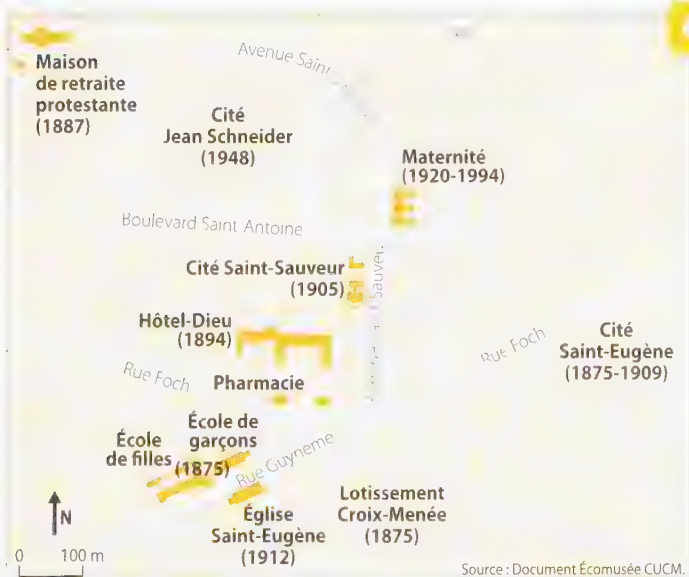 Avenue Saint
Maison
de retraite
protestante
(1887)
Cité
Jean Schneider
(1948)
Maternité
(1920-1994)
Boulevard Saint Antoine
Cité Saint-Sauveur
(1905)
Sauveur
Hôtel-Dieu
(1894)
Rue Foch
Cité
Saint-Eugène
(1875-1909)
Rue Foch
Pharmacie
École de
garçons
École
de filles
(1875)
Rue Guyneme
Lotissement
Croix-Menée
(1875)
Église
Saint-Eugène
(1912)
N
0 100 m
Source : Document Écomusée CUCM.